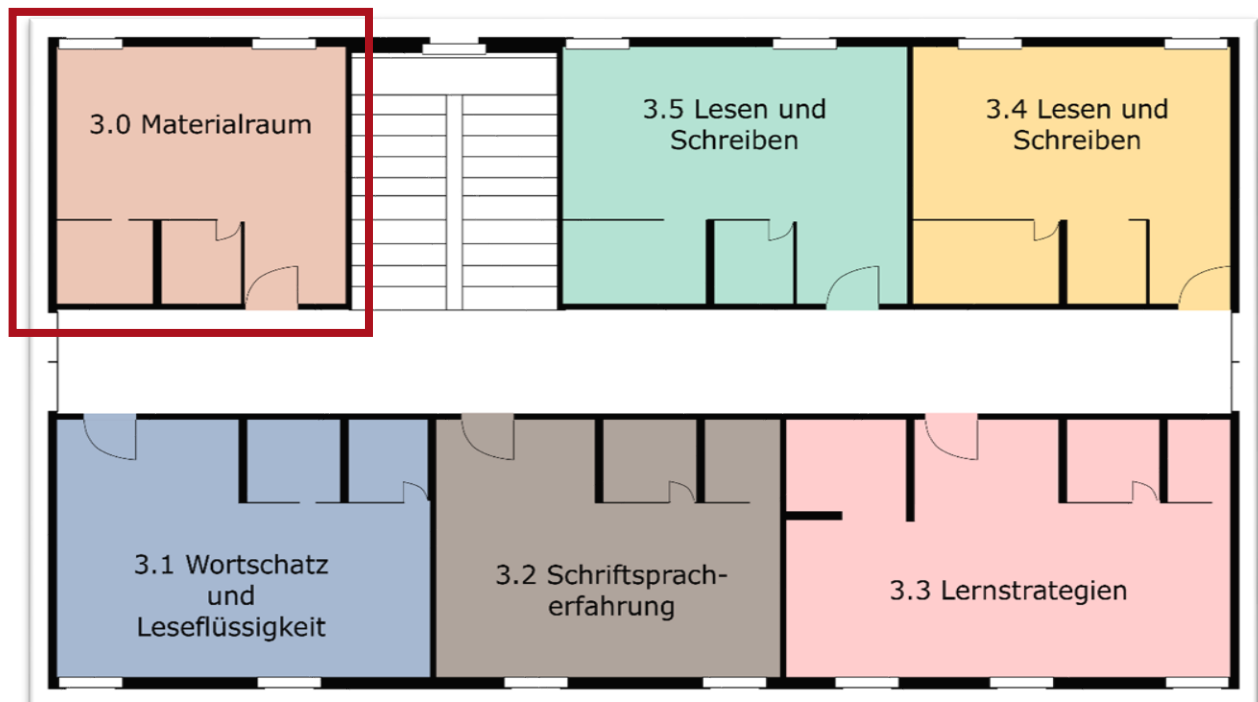 3.0 Materialraum
3.5 Lesen und
Schreiben
3.4 Lesen und
Schreiben
3.1 Wortschatz
und
Leseflüssigkeit
3.2 Schriftsprach-
erfahrung
3.3 Lernstrategien